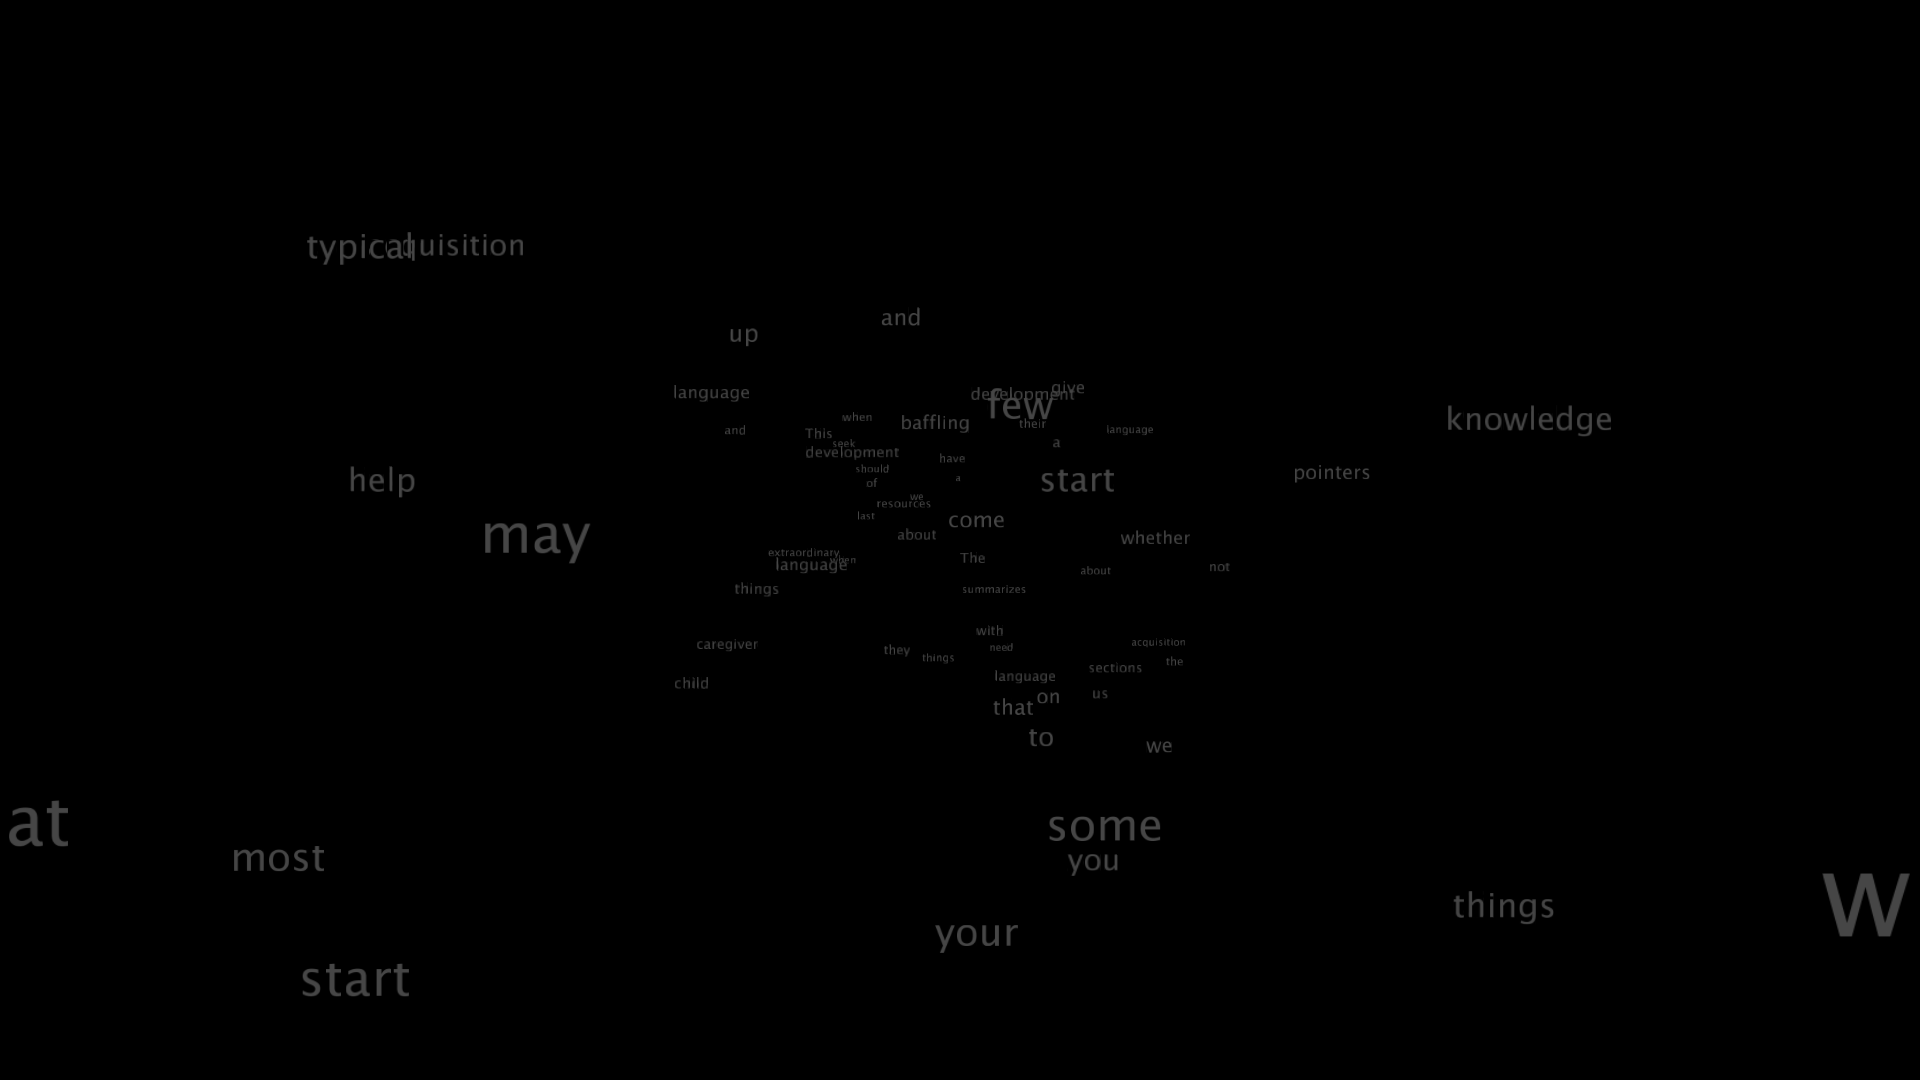 typical
acquisition
and
up
give
language
development
few
when
knowledge
baffling
their
and
This
language
seek
a
development
have
should
pointers
a
help
start
of
we
resources
last
come
may
about
whether
extraordinary
The
when
language
not
about
things
summarizes
with
acquisition
caregiver
need
they
things
the
sections
language
child
us
on
that
to
we
at
some
most
you
things
w
your
start